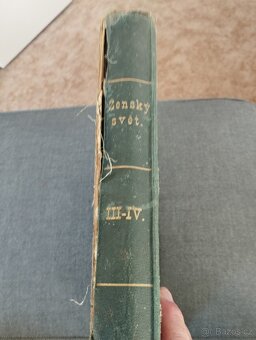 Ženský
svět.
III-IV.
Bazoš.cz